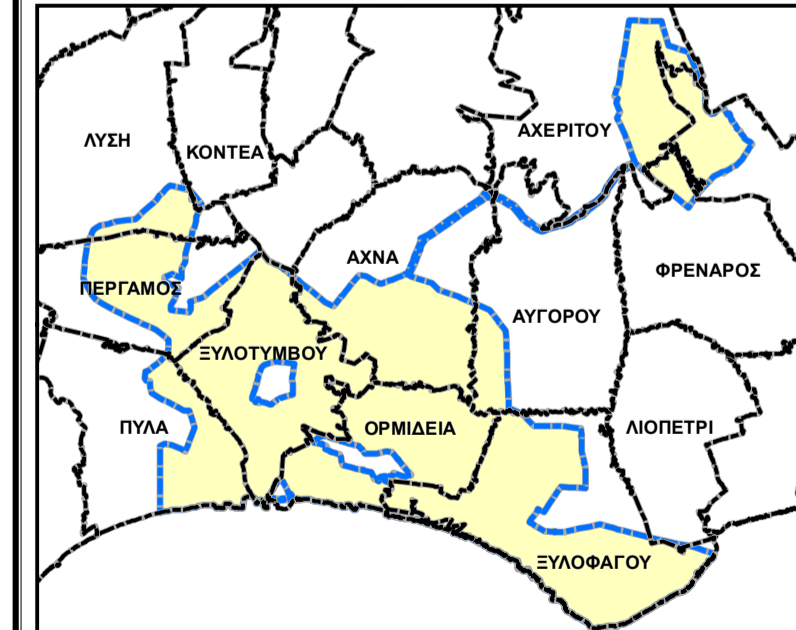 ΑΧΕΡΙΤΟΥ
ΛΥΣΗ
ΚΟΝΤΕΑ
ΑΧΝΑ
ΦΡΕΝΑΡΟΣ
ΠΕΡΓΑΜΟΣ
ΑΥΓΟΡΟΥ
ΞΥΛΟΤΥΜΒΟΥ
ΠΥΛΑ
ΟΡΜΙΔΕΙΑ
ΛΙΟΠΕΤΡΙ
ΞΥΛΟΦΑΓΟΥ